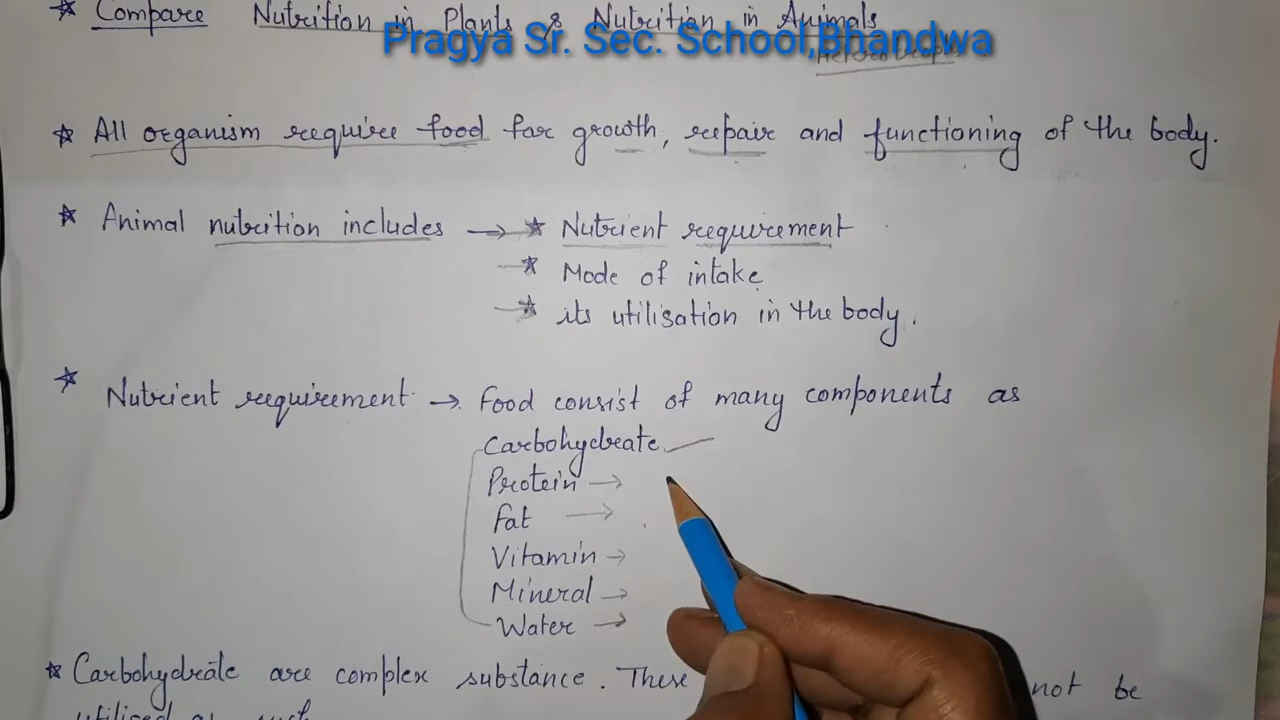 ★ Compare Nutrition in Plants & Nutrition in Animals
Pragya Sr. Sec. School,Bhandwa
★ All organism require food for growth, repair and functioning of the body.
★ Animal nutrition includes → ★ Nutrient requirement
→ ★ Mode of intake
→ ★ its utilisation in the body.
★ Nutrient requirement → Food consist of many components as
Carbohydrate
Protein →
Fat →
Vitamin →
Mineral →
Water →
★ Carbohydrate are complex substance. These not be
utilised as such